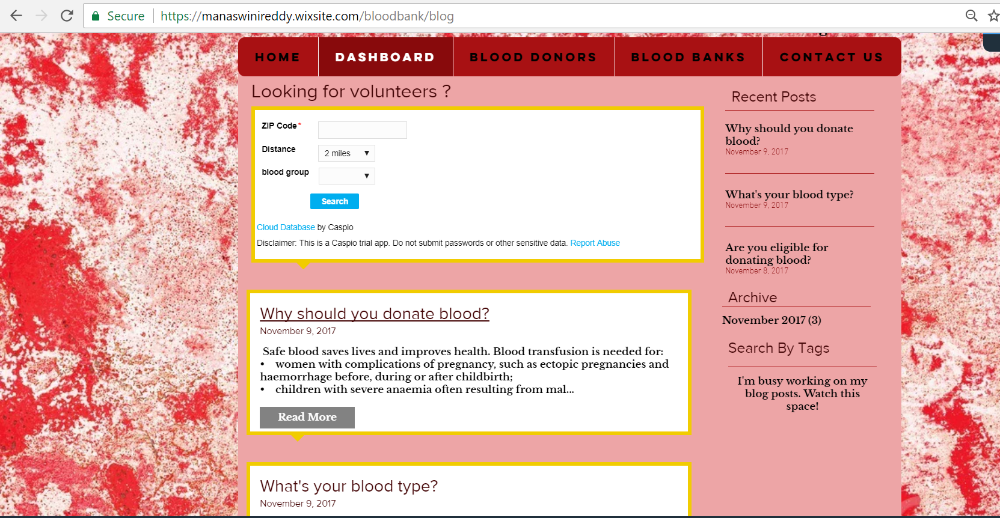 Secure https://manaswinireddy.wixsite.com/bloodbank/blog
HOME DASHBOARD BLOOD DONORS BLOOD BANKS CONTACT US
Looking for volunteers ?
ZIP Code*
Distance 2 miles
blood group
Search
Cloud Database by Caspio
Disclaimer: This is a Caspio trial app. Do not submit passwords or other sensitive data. Report Abuse
Why should you donate blood?
November 9, 2017
Safe blood saves lives and improves health. Blood transfusion is needed for:
• women with complications of pregnancy, such as ectopic pregnancies and
haemorrhage before, during or after childbirth;
• children with severe anaemia often resulting from mal...
Read More
What's your blood type?
November 9, 2017
Recent Posts
Why should you donate
blood?
November 9, 2017
What's your blood type?
November 9, 2017
Are you eligible for
donating blood?
November 8, 2017
Archive
November 2017 (3)
Search By Tags
I'm busy working on my
blog posts. Watch this
space!